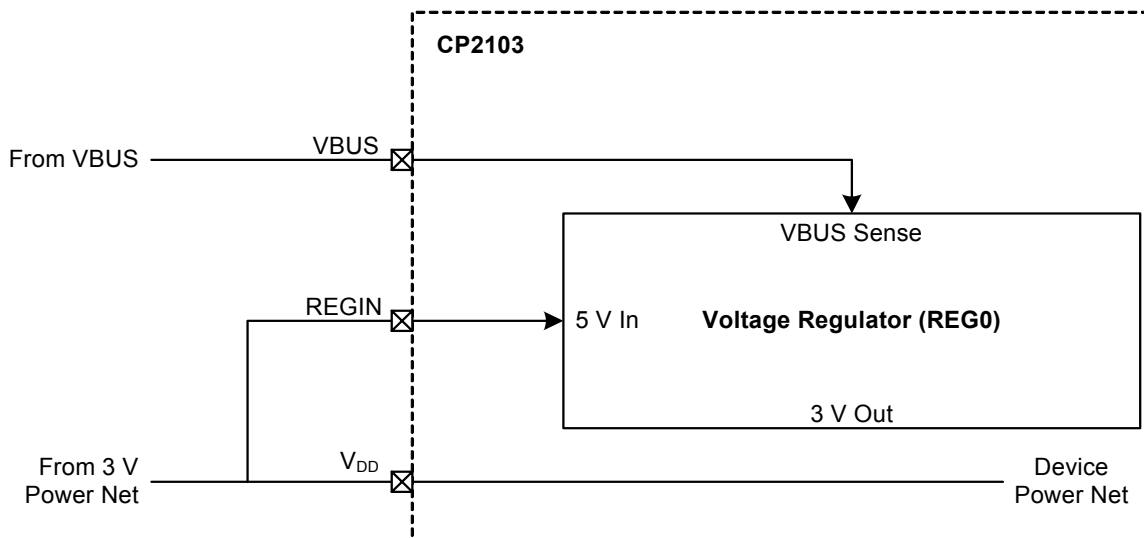 CP2103
From VBUS
VBUS
VBUS Sense
REGIN
5 V In
Voltage Regulator (REG0)
3 V Out
From 3 V
Power Net
VDD
Device
Power Net